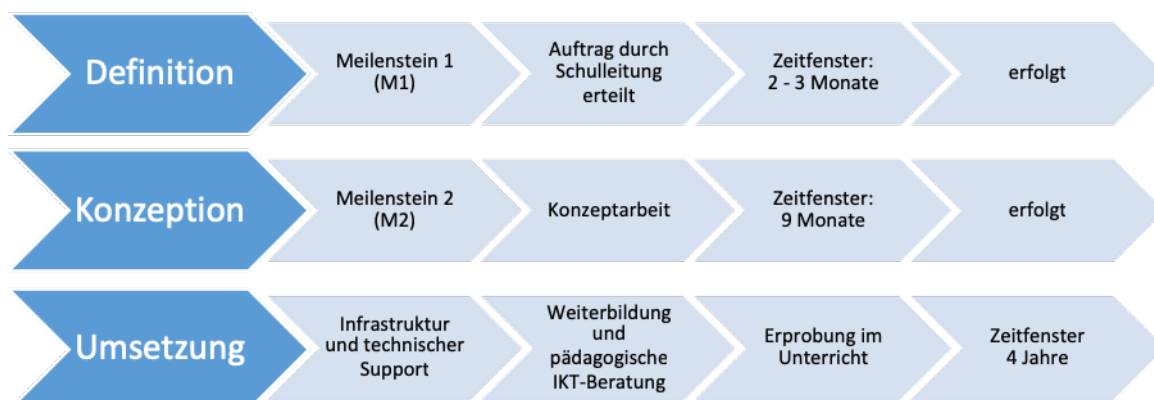 Definition
Meilenstein 1
(M1)
Auftrag durch
Schulleitung
erteilt
Zeitfenster:
2 - 3 Monate
erfolgt
Konzeption
Meilenstein 2
(M2)
Konzeptarbeit
Zeitfenster:
9 Monate
erfolgt
Umsetzung
Infrastruktur
und technischer
Support
Weiterbildung
und
pädagogische
IKT-Beratung
Erprobung im
Unterricht
Zeitfenster
4 Jahre